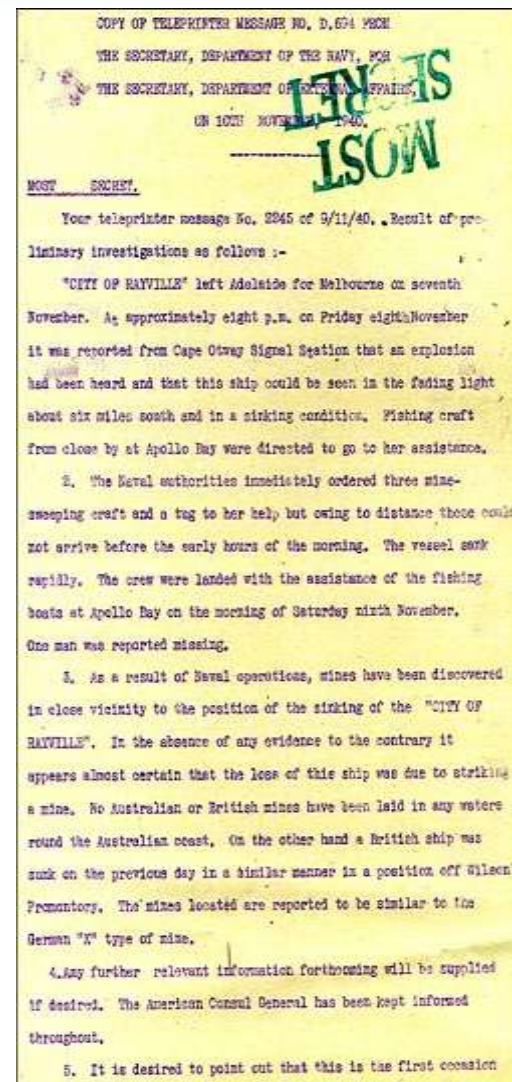 COPY OF TELEPRINTER MESSAGE NO. D.694 FROM
THE SECRETARY, DEPARTMENT OF THE NAVY, FOR
THE SECRETARY, DEPARTMENT OF EXTERNAL AFFAIRS,
ON 10TH NOVEMBER, 1940.
MOST SECRET
MOST SECRET.
Your teleprinter message No. 2245 of 9/11/40. Result of pre-
liminary investigations as follows :-
"CITY OF RAYVILLE" left Adelaide for Melbourne on seventh
November. At approximately eight p.m. on Friday eighth November
it was reported from Cape Otway Signal Station that an explosion
had been heard and that this ship could be seen in the fading light
about six miles south and in a sinking condition. Fishing craft
from close by at Apollo Bay were directed to go to her assistance.
2. The Naval authorities immediately ordered three mine-
sweeping craft and a tug to her help but owing to distance these could
not arrive before the early hours of the morning. The vessel sank
rapidly. The crew were landed with the assistance of the fishing
boats at Apollo Bay on the morning of Saturday ninth November.
One man was reported missing.
3. As a result of Naval operations, mines have been discovered
in close vicinity to the position of the sinking of the "CITY OF
RAYVILLE". In the absence of any evidence to the contrary it
appears almost certain that the loss of this ship was due to striking
a mine. No Australian or British mines have been laid in any waters
round the Australian coast. On the other hand a British ship was
sunk on the previous day in a similar manner in a position off Wilson
Promontory. The mines located are reported to be similar to the
German "X" type of mine.
4.Any further relevant information forthcoming will be supplied
if desired. The American Consul General has been kept informed
throughout.
5. It is desired to point out that this is the first occasion